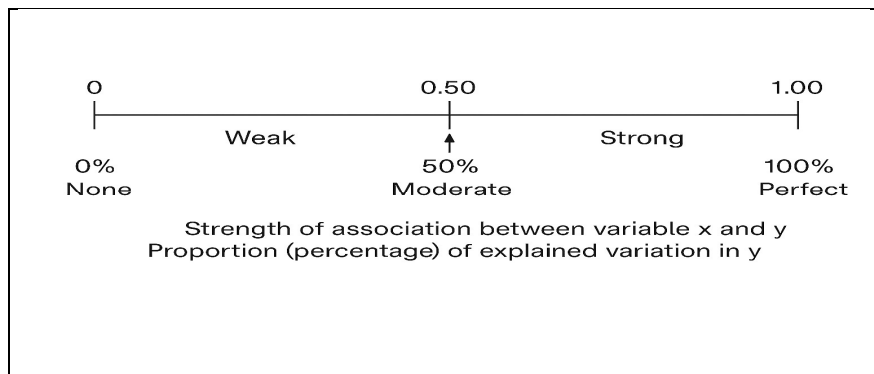 0 0.50 1.00
Weak Strong
0% 50% 100%
None Moderate Perfect
Strength of association between variable x and y
Proportion (percentage) of explained variation in y